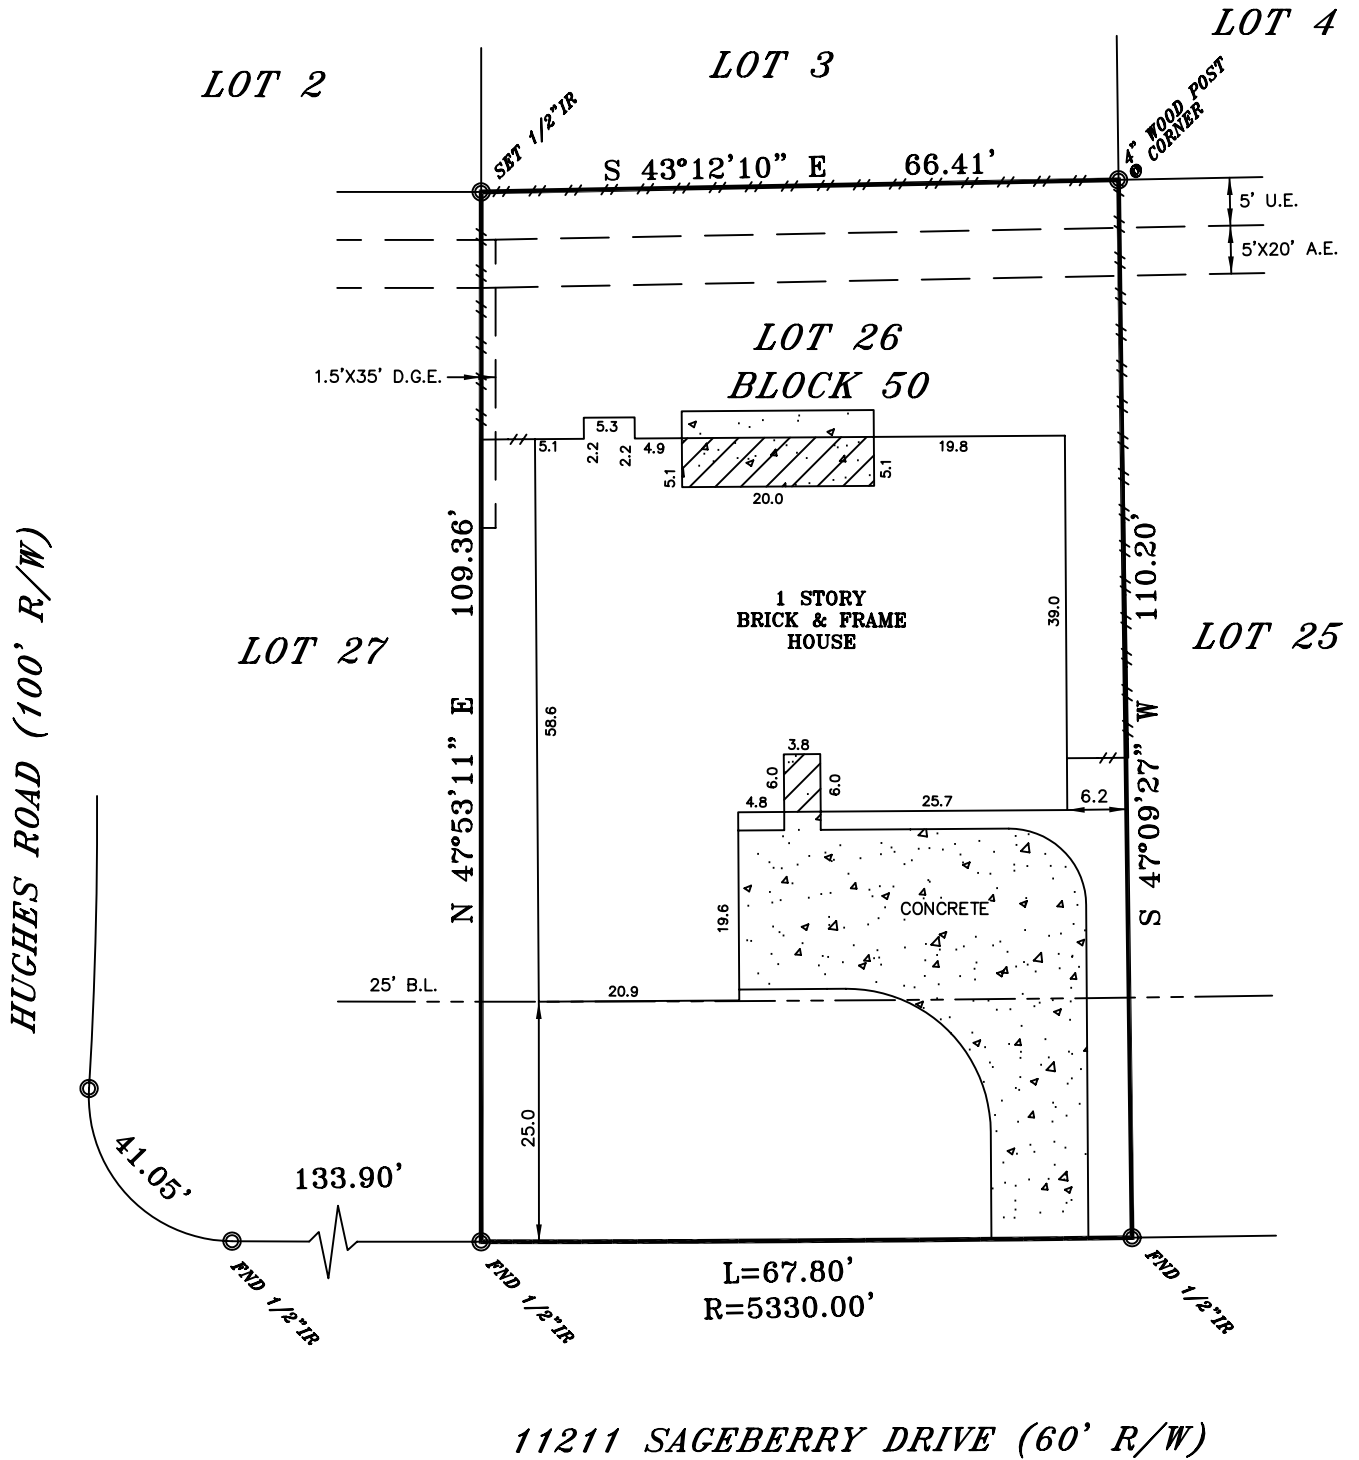 LOT 4
LOT 3
LOT 2
SET 1/2"IR
4" WOOD POST
CORNER
S 43°12'10" E 66.41'
5' U.E.
5'X20' A.E.
LOT 26
BLOCK 50
1.5'X35' D.G.E.
5.1
5.3
2.2
2.2
4.9
5.1
20.0
5.1
19.8
N 47°53'11" E 109.36'
S 47°09'27" W 110.20'
HUGHES ROAD (100' R/W)
LOT 27
1 STORY
BRICK & FRAME
HOUSE
39.0
LOT 25
58.6
3.8
6.0
6.0
4.8
25.7
6.2
19.6
CONCRETE
25' B.L.
20.9
25.0
41.05'
133.90'
FND 1/2"IR
FND 1/2"IR
FND 1/2"IR
L=67.80'
R=5330.00'
11211 SAGEBERRY DRIVE (60' R/W)